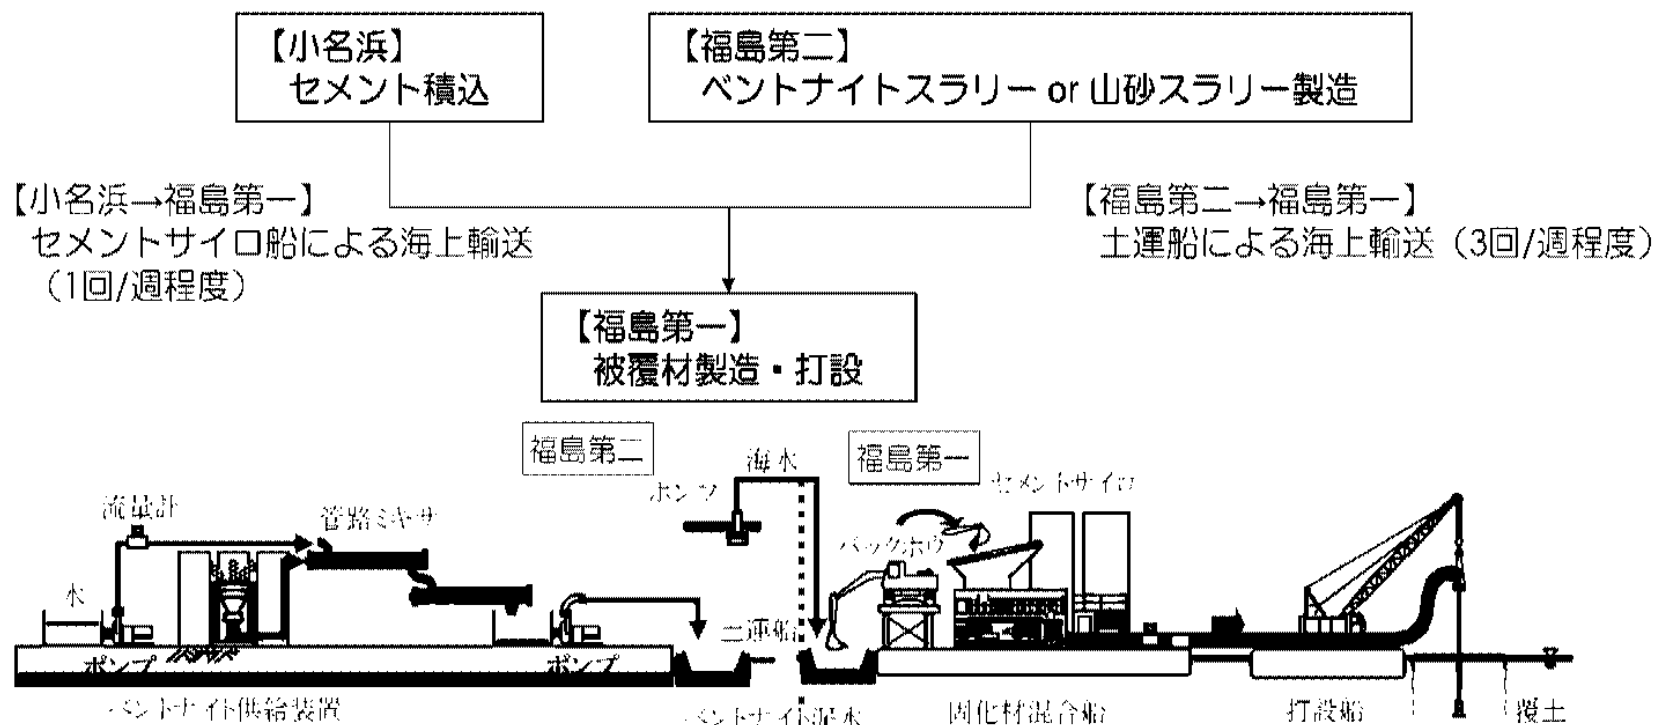 【小名浜】
セメント積込
【福島第二】
ベントナイトスラリー or 山砂スラリー製造
【小名浜→福島第一】
セメントサイロ船による海上輸送
（1回/週程度）
【福島第二→福島第一】
土運船による海上輸送（3回/週程度）
【福島第一】
被覆材製造・打設
福島第二
福島第一
海水
ポンプ
セメントサイロ
流量計
管路ミキサ
バックホウ
水
土運船
ポンプ
ポンプ
ベントナイト供給装置
ベントナイト泥水
固化材混合船
打設船
覆土